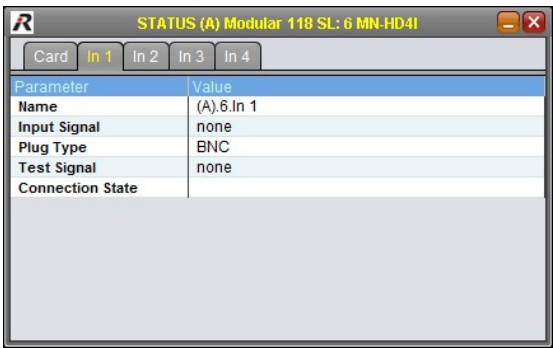 R STATUS (A) Modular 118 SL: 6 MN-HD4I
Card In 1 In 2 In 3 In 4
Parameter Value
Name (A).6.In 1
Input Signal none
Plug Type BNC
Test Signal none
Connection State